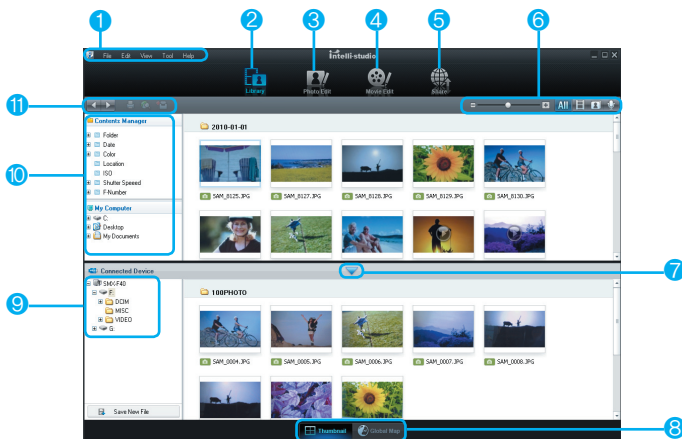 1
2
3
4
5
6
File Edit View Tool Help
intelli-studio
Library
Photo Edit
Movie Edit
Share
11
All
Contents Manager
Folder
Date
Color
Location
ISO
Shutter Speeed
F-Number
10
2010-01-01
SAM_8125.JPG
SAM_8127.JPG
SAM_8128.JPG
SAM_8129.JPG
SAM_8130.JPG
My Computer
C:
Desktop
My Documents
7
Connected Device
9
SMX-F40
F:
DCIM
MISC
VIDEO
G:
100PHOTO
SAM_0004.JPG
SAM_0005.JPG
SAM_0006.JPG
SAM_0007.JPG
SAM_0008.JPG
Save New File
Thumbnail
Global Map
8